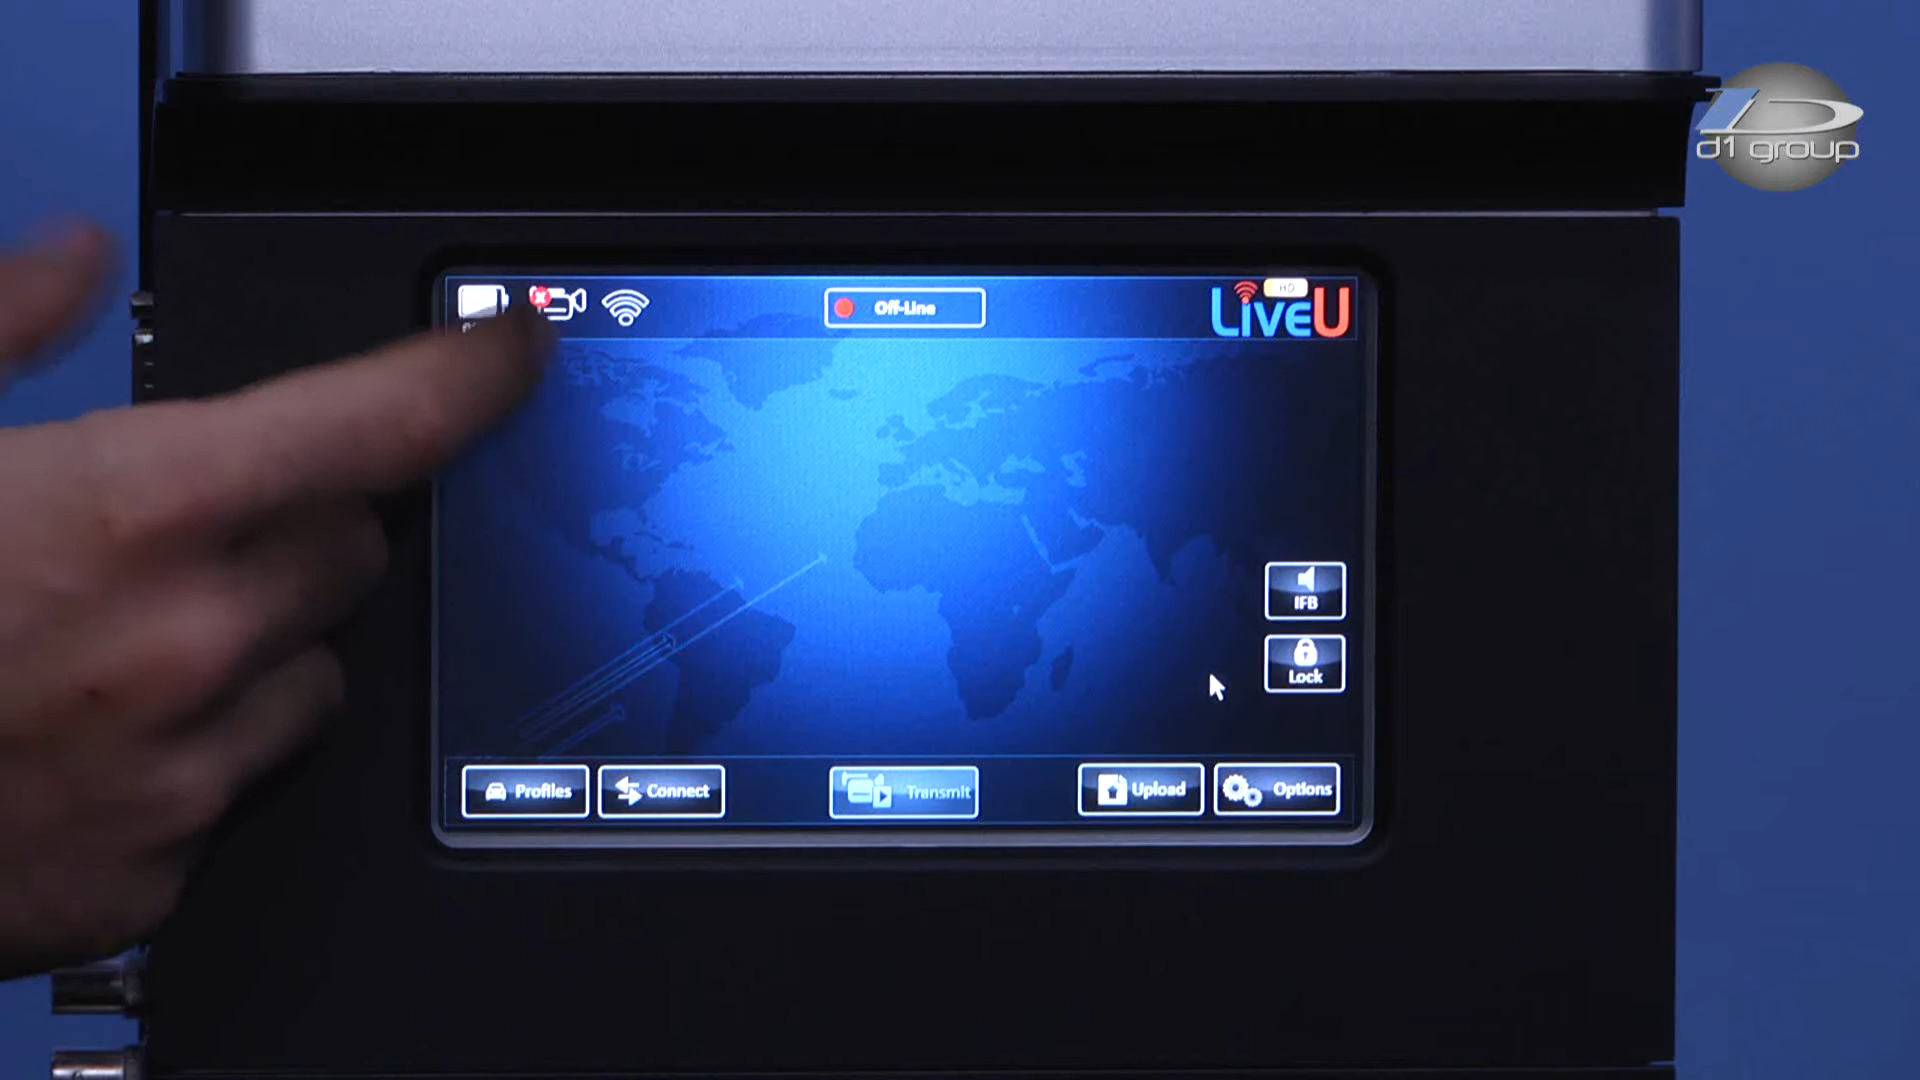 d1 group
Off-Line
HD
LiveU
IFB
Lock
Profiles
Connect
Transmit
Upload
Options